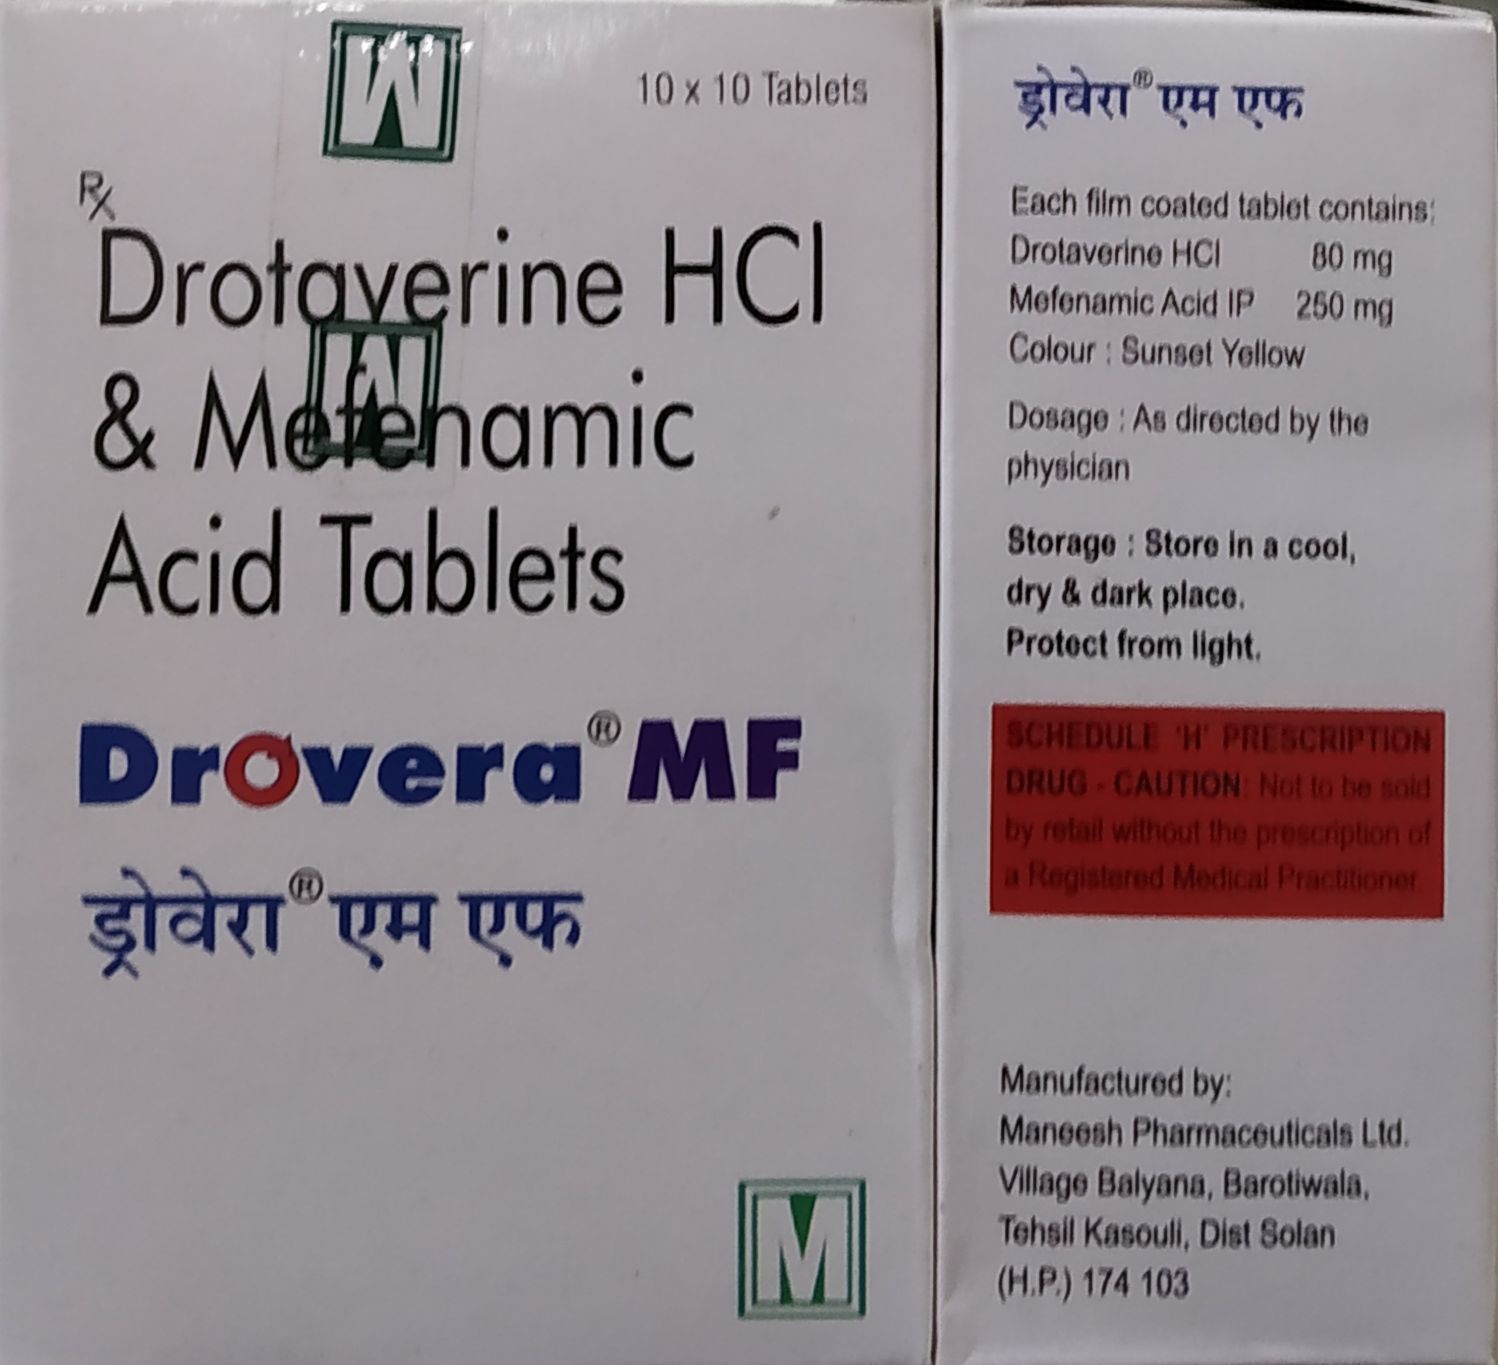 10 x 10 Tablets
Rx
Drotaverine HCl
& Mefenamic
Acid Tablets
Drovera® MF
ड्रोवेरा® एम एफ
M
ड्रोवेरा® एम एफ
Each film coated tablet contains:
Drotaverine HCl 80 mg
Mefenamic Acid IP 250 mg
Colour : Sunset Yellow
Dosage : As directed by the
physician
Storage : Store in a cool,
dry & dark place.
Protect from light.
SCHEDULE 'H' PRESCRIPTION
DRUG - CAUTION: Not to be sold
by retail without the prescription of
a Registered Medical Practitioner
Manufactured by:
Maneesh Pharmaceuticals Ltd.
Village Balyana, Barotiwala,
Tehsil Kasouli, Dist Solan
(H.P.) 174 103